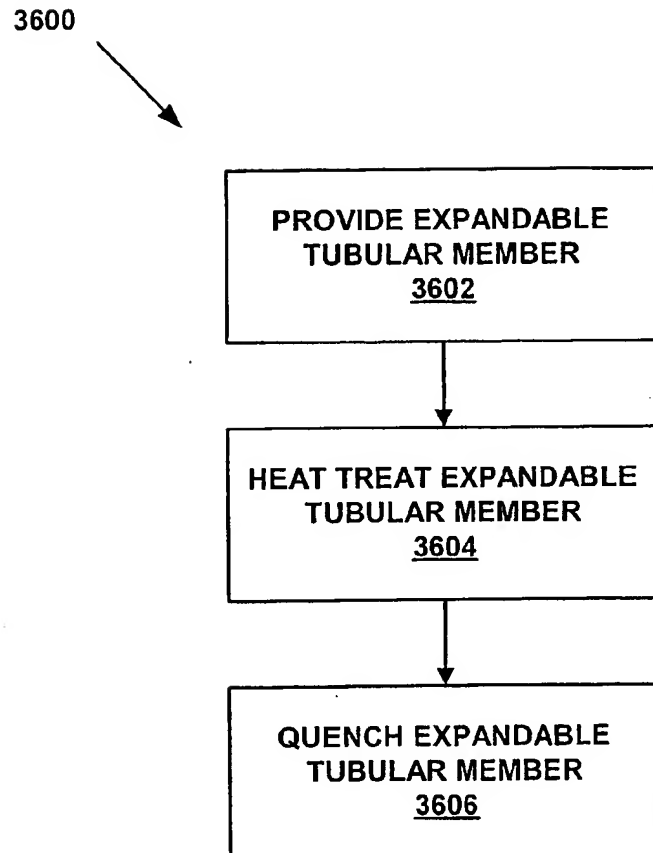 3600
PROVIDE EXPANDABLE
TUBULAR MEMBER
3602
HEAT TREAT EXPANDABLE
TUBULAR MEMBER
3604
QUENCH EXPANDABLE
TUBULAR MEMBER
3606